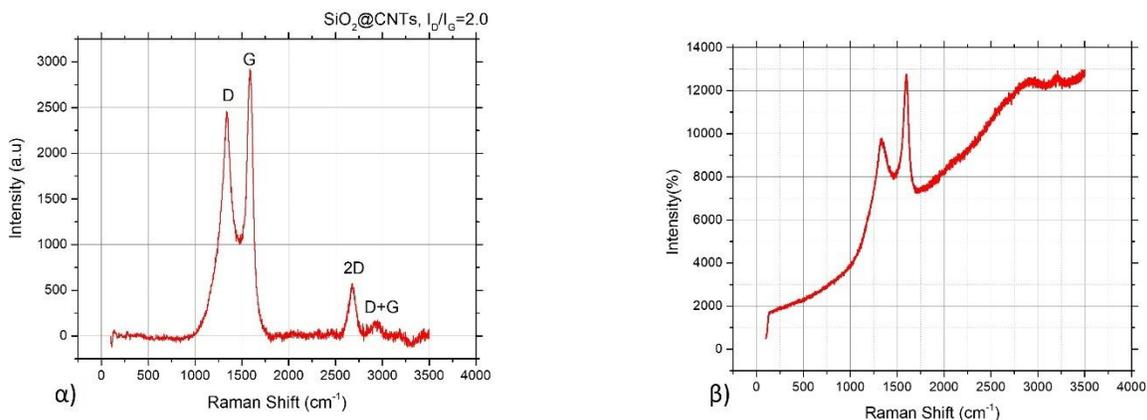 SiO₂@CNTs, I_D/I_G=2.0
G
D
2D
D+G
Intensity (a.u)
3000
2500
2000
1500
1000
500
0
0 500 1000 1500 2000 2500 3000 3500 4000
Raman Shift (cm⁻¹)
α)
Intensity(%)
14000
12000
10000
8000
6000
4000
2000
0
0 500 1000 1500 2000 2500 3000 3500 4000
Raman Shift (cm⁻¹)
β)